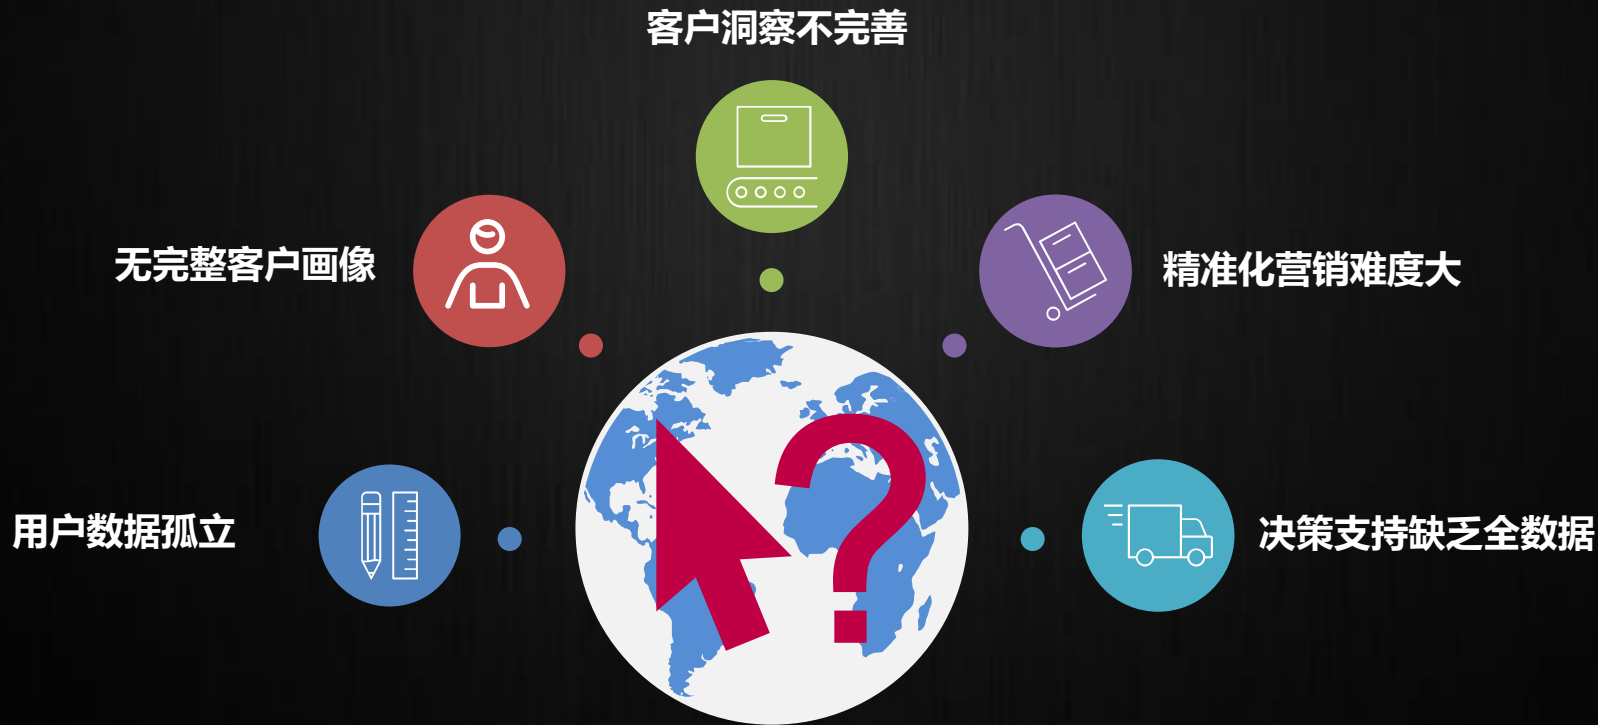 客户洞察不完善
无完整客户画像
精准化营销难度大
用户数据孤立
决策支持缺乏全数据
?